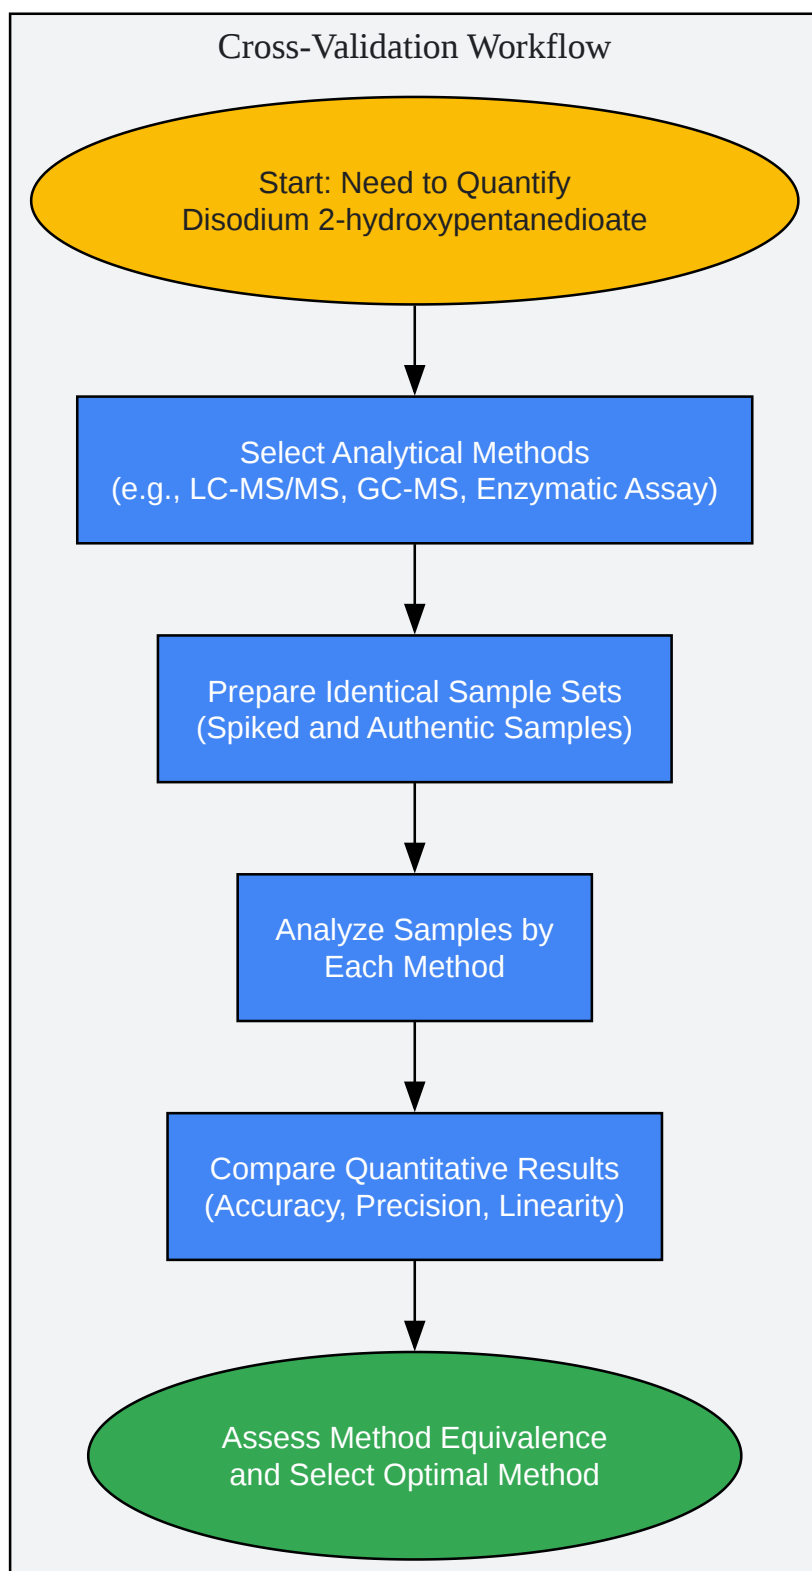 Cross-Validation Workflow
Start: Need to Quantify
Disodium 2-hydroxypentanedioate
Select Analytical Methods
(e.g., LC-MS/MS, GC-MS, Enzymatic Assay)
Prepare Identical Sample Sets
(Spiked and Authentic Samples)
Analyze Samples by
Each Method
Compare Quantitative Results
(Accuracy, Precision, Linearity)
Assess Method Equivalence
and Select Optimal Method